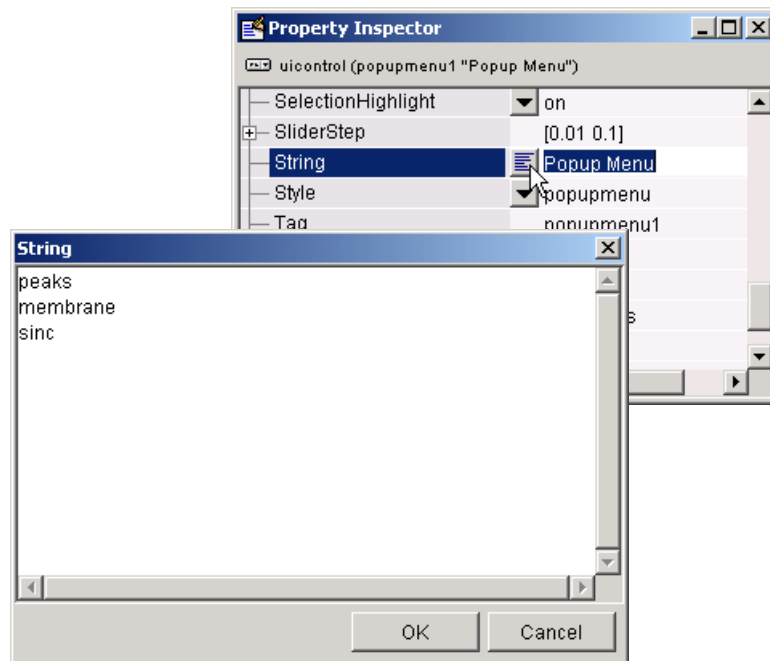 Property Inspector
uicontrol (popupmenu1 "Popup Menu")
SelectionHighlight on
SliderStep [0.01 0.1]
String Popup Menu
Style popupmenu
Tag popupmenu1
String
peaks
membrane
sinc
OK Cancel